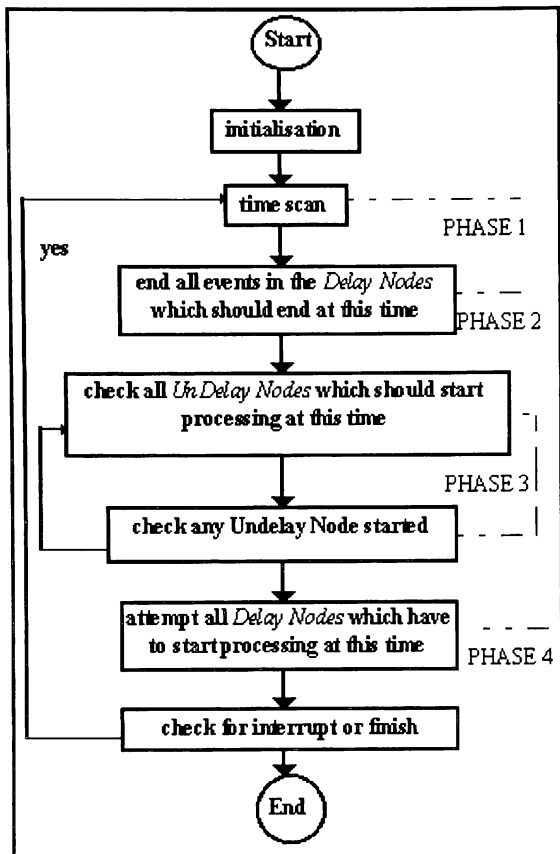 Start
initialisation
time scan
PHASE 1
yes
end all events in the Delay Nodes
which should end at this time
PHASE 2
check all UnDelay Nodes which should start
processing at this time
PHASE 3
check any Undelay Node started
attempt all Delay Nodes which have
to start processing at this time
PHASE 4
check for interrupt or finish
End